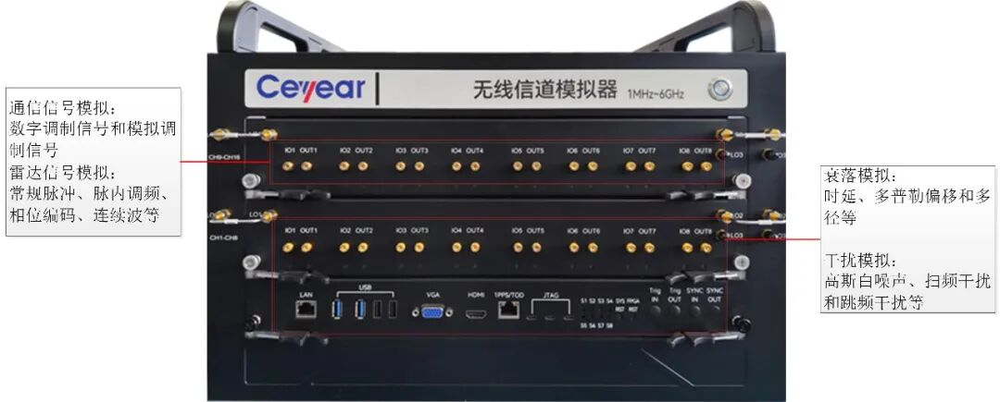 Ceyear
无线信道模拟器 1MHz-6GHz
通信信号模拟：
数字调制信号和模拟调
制信号
雷达信号模拟：
常规脉冲、脉内调频、
相位编码、连续波等
IO1 OUT1 IO2 OUT2 IO3 OUT3 IO4 OUT4 IO5 OUT5 IO6 OUT6 IO7 OUT7 IO8 OUT8
LO3
CH9-CH16
衰落模拟：
时延、多普勒偏移和多
径等
干扰模拟：
高斯白噪声、扫频干扰
和跳频干扰等
LO1
LO2
IO1 OUT1 IO2 OUT2 IO3 OUT3 IO4 OUT4 IO5 OUT5 IO6 OUT6 IO7 OUT7 IO8 OUT8
LO3
CH1-CH8
LAN USB VGA HDMI 1PPS/TOD JTAG
S1 S2 S3 S4 SYS FPGA
RST RST
S5 S6 S7 S8
Trig Trig SYNC SYNC
IN OUT IN OUT